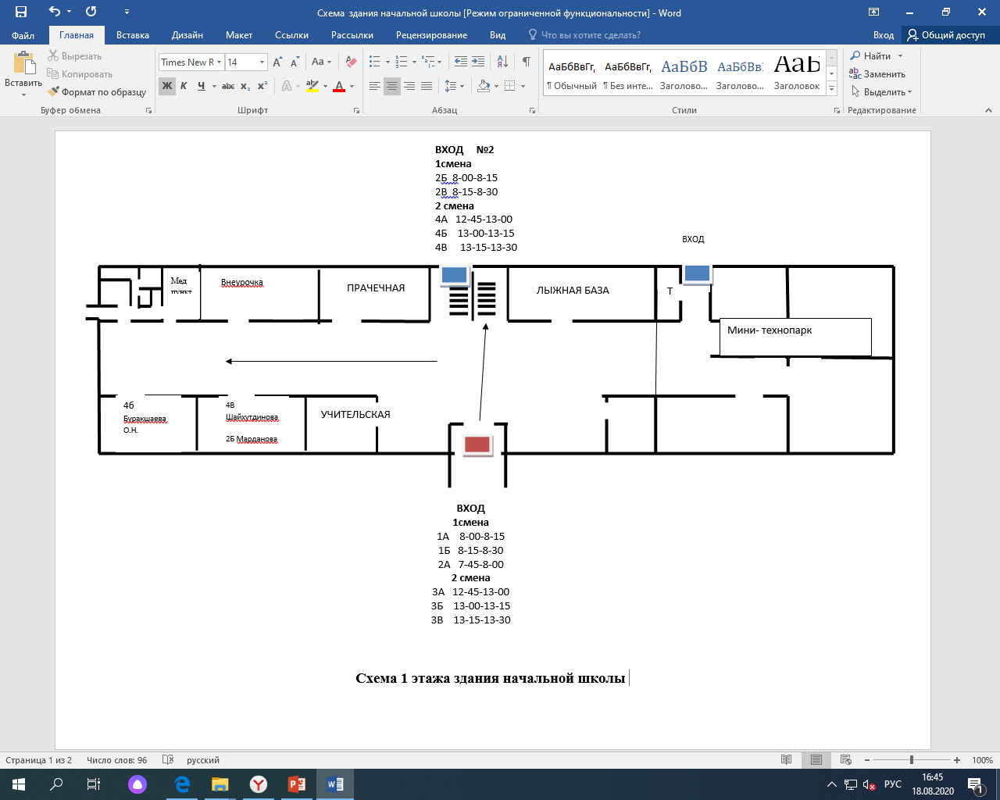 Схема  здания начальной школы [Режим ограниченной функциональности] - Word
Файл Главная Вставка Дизайн Макет Ссылки Рассылки Рецензирование Вид Что вы хотите сделать? Вход Общий доступ
Вставить
Вырезать
Копировать
Формат по образцу
Буфер обмена
Times New R 14
Aa
Ж К Ч abc x₂ x²
Шрифт
Абзац
АаБбВвГг, АаБбВвГг, АаБбВ АаБбВв: АаБ
¶ Обычный ¶ Без инте... Заголово... Заголово... Заголовок
Стили
Найти
Заменить
Выделить
Редактирование
ВХОД №2
1смена
2Б 8-00-8-15
2В 8-15-8-30
2 смена
4А 12-45-13-00
4Б 13-00-13-15
4В 13-15-13-30
ВХОД
Мед
пункт
Внеурочка
ПРАЧЕЧНАЯ
ЛЫЖНАЯ БАЗА
Т
Мини- технопарк
4б
Буракшаева
О.Н.
4В
Шайхутдинова
2Б Марданова
УЧИТЕЛЬСКАЯ
ВХОД
1смена
1А 8-00-8-15
1Б 8-15-8-30
2А 7-45-8-00
2 смена
3А 12-45-13-00
3Б 13-00-13-15
3В 13-15-13-30
Схема 1 этажа здания начальной школы
Страница 1 из 2 Число слов: 96 русский 100%
РУС 16:45
18.08.2020
1